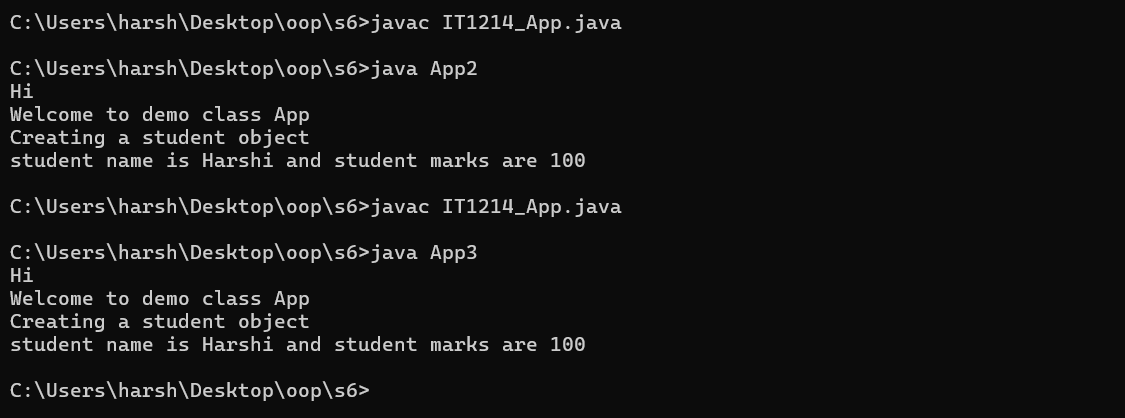 C:\Users\harsh\Desktop\oop\s6>javac IT1214_App.java
C:\Users\harsh\Desktop\oop\s6>java App2
Hi
Welcome to demo class App
Creating a student object
student name is Harshi and student marks are 100
C:\Users\harsh\Desktop\oop\s6>javac IT1214_App.java
C:\Users\harsh\Desktop\oop\s6>java App3
Hi
Welcome to demo class App
Creating a student object
student name is Harshi and student marks are 100
C:\Users\harsh\Desktop\oop\s6>